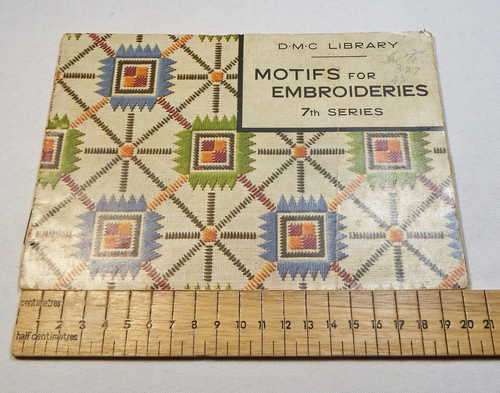 D·M·C LIBRARY
MOTIFS FOR
EMBROIDERIES
7th SERIES
centimetres
2 3 4 5 6 7 8 9 10 11 12 13 14 15 16 17 18 19 20 21
half centimetres